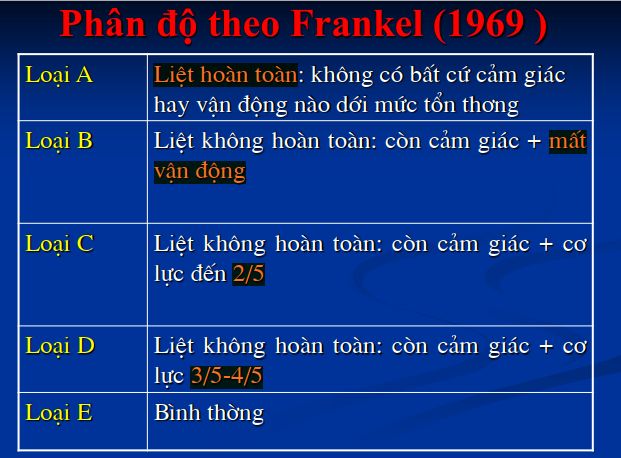 Phân độ theo Frankel (1969 )
Loại A
Liệt hoàn toàn: không có bất cứ cảm giác
hay vận động nào dới mức tổn thơng
Loại B
Liệt không hoàn toàn: còn cảm giác + mất
vận động
Loại C
Liệt không hoàn toàn: còn cảm giác + cơ
lực đến 2/5
Loại D
Liệt không hoàn toàn: còn cảm giác + cơ
lực 3/5-4/5
Loại E
Bình thờng